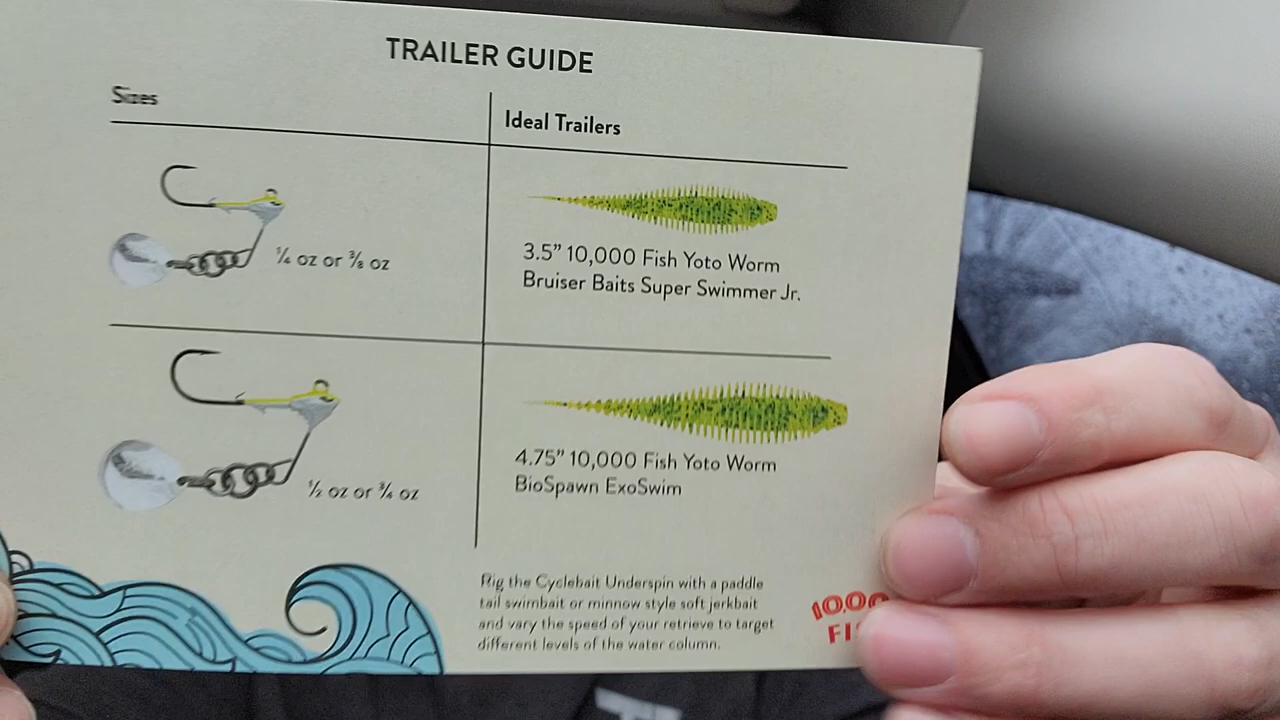 TRAILER GUIDE
Sizes
Ideal Trailers
¼ oz or ⅜ oz
3.5” 10,000 Fish Yoto Worm
Bruiser Baits Super Swimmer Jr.
½ oz or ¾ oz
4.75” 10,000 Fish Yoto Worm
BioSpawn ExoSwim
Rig the Cyclebait Underspin with a paddle
tail swimbait or minnow style soft jerkbait
and vary the speed of your retrieve to target
different levels of the water column.